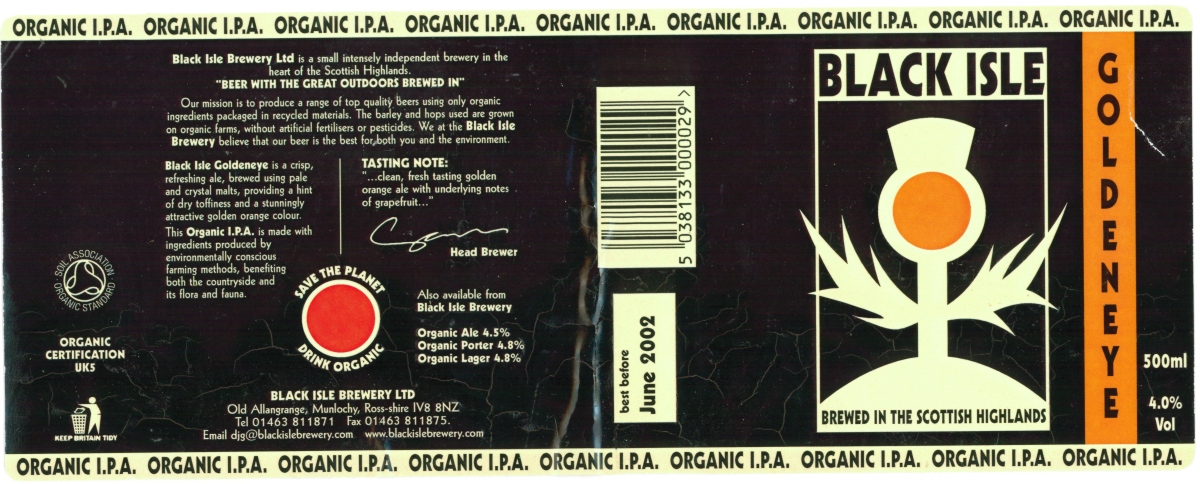 ORGANIC I.P.A. ORGANIC I.P.A. ORGANIC I.P.A. ORGANIC I.P.A. ORGANIC I.P.A. ORGANIC I.P.A. ORGANIC I.P.A. ORGANIC I.P.A. ORGANIC I.P.A.
Black Isle Brewery Ltd is a small intensely independent brewery in the
heart of the Scottish Highlands.
"BEER WITH THE GREAT OUTDOORS BREWED IN"
Our mission is to produce a range of top quality beers using only organic
ingredients packaged in recycled materials. The barley and hops used are grown
on organic farms, without artificial fertilisers or pesticides. We at the Black Isle
Brewery believe that our beer is the best for both you and the environment.
Black Isle Goldeneye is a crisp,
refreshing ale, brewed using pale
and crystal malts, providing a hint
of dry toffiness and a stunningly
attractive golden orange colour.
This Organic I.P.A. is made with
ingredients produced by
environmentally conscious
farming methods, benefiting
both the countryside and
its flora and fauna.
TASTING NOTE:
"...clean, fresh tasting golden
orange ale with underlying notes
of grapefruit..."
Head Brewer
SOIL ASSOCIATION
ORGANIC STANDARD
ORGANIC
CERTIFICATION
UK5
KEEP BRITAIN TIDY
SAVE THE PLANET
DRINK ORGANIC
Also available from
Black Isle Brewery
Organic Ale 4.5%
Organic Porter 4.8%
Organic Lager 4.8%
BLACK ISLE BREWERY LTD
Old Allangrange, Munlochy, Ross-shire IV8 8NZ
Tel 01463 811871 Fax 01463 811875.
Email djg@blackislebrewery.com www.blackislebrewery.com
5 038133 000029 >
best before
June 2002
BLACK ISLE
BREWED IN THE SCOTTISH HIGHLANDS
GOLDENEYE
500ml
4.0%
Vol
ORGANIC I.P.A. ORGANIC I.P.A. ORGANIC I.P.A. ORGANIC I.P.A. ORGANIC I.P.A. ORGANIC I.P.A. ORGANIC I.P.A. ORGANIC I.P.A. ORGANIC I.P.A.